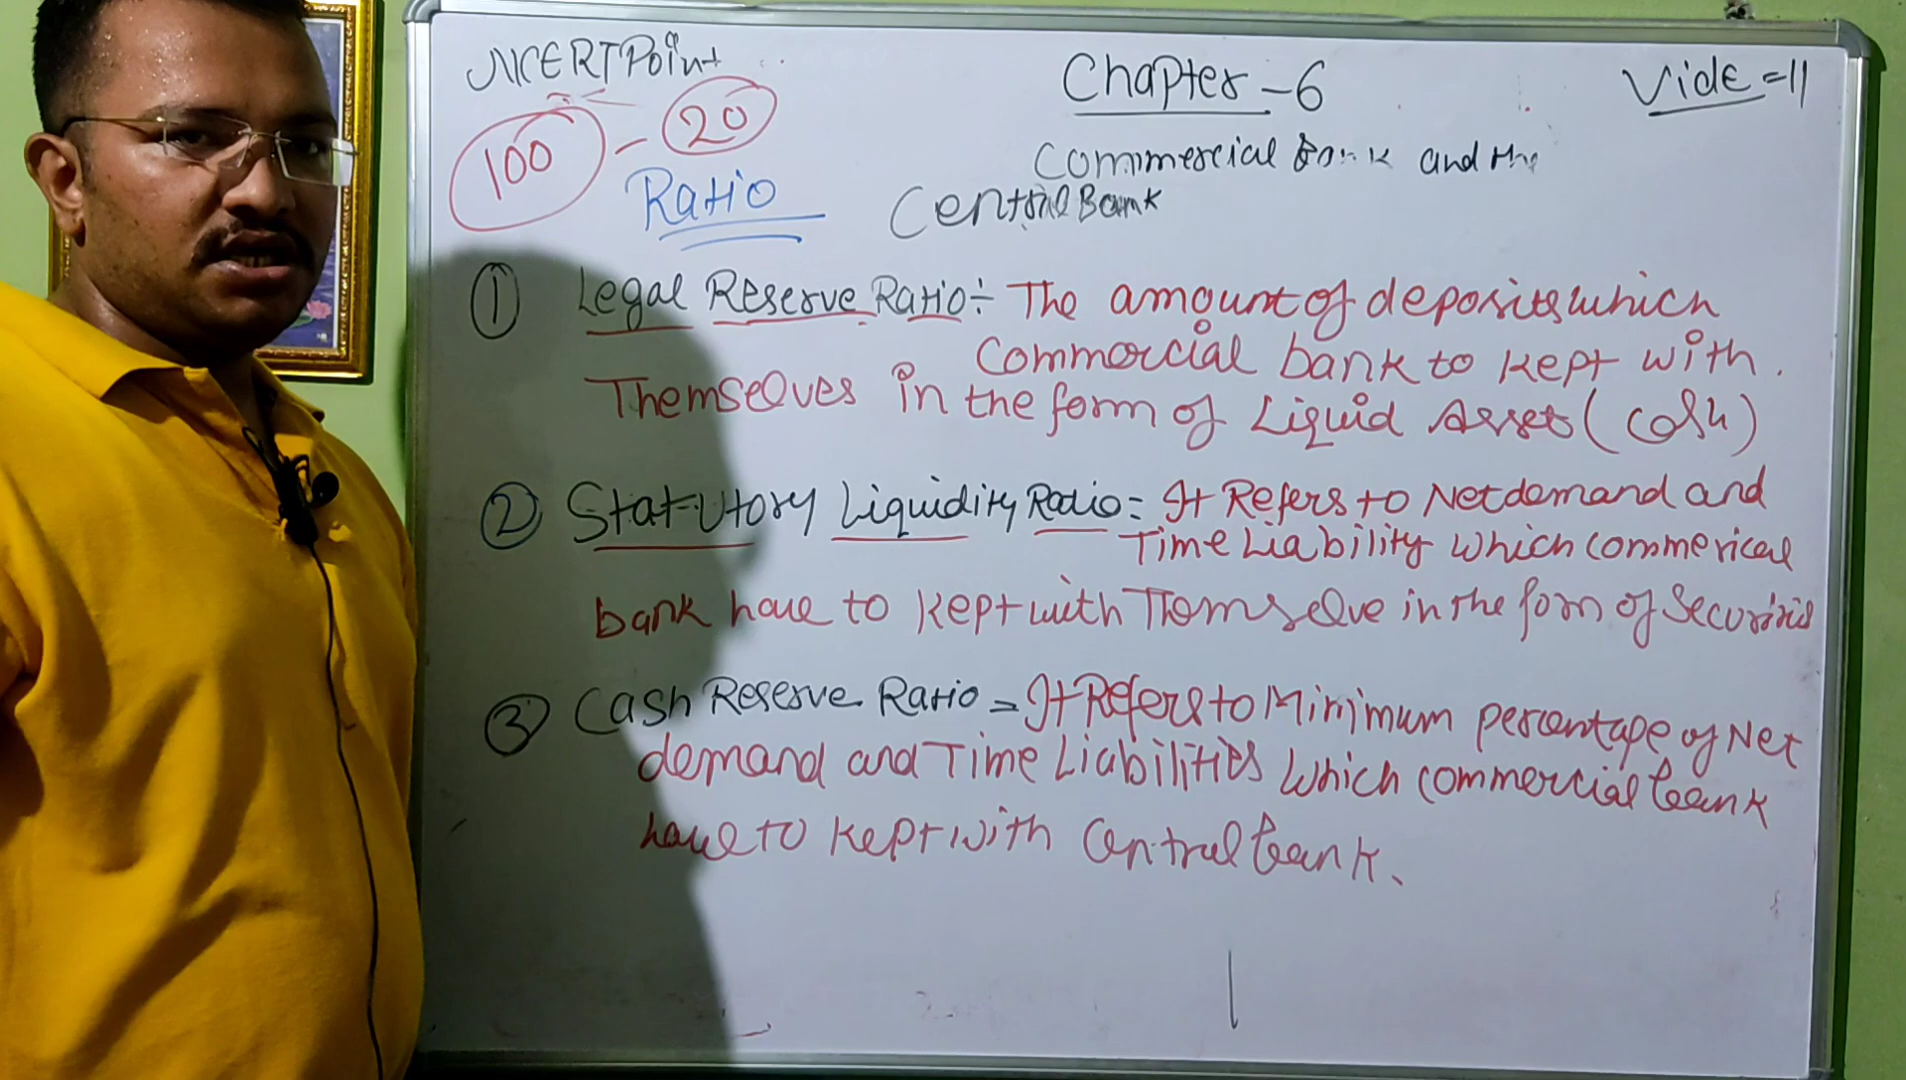 NCERT Point
Chapter - 6
Vide = 11
100 - 20
Commercial Bank and the
Ratio
Central Bank
① Legal Reserve Ratio ÷ The amount of deposits which
Commercial bank to kept with.
Themselves in the form of Liquid Asset (cash)
② Statutory Liquidity Ratio = It Refers to Net demand and
Time Liability which commerical
bank have to kept with Themselve in the form of Securities
③ Cash Reserve Ratio = It Refers to Minimum percentage of Net
demand and Time Liabilities which commercial bank
have to kept with Central bank.